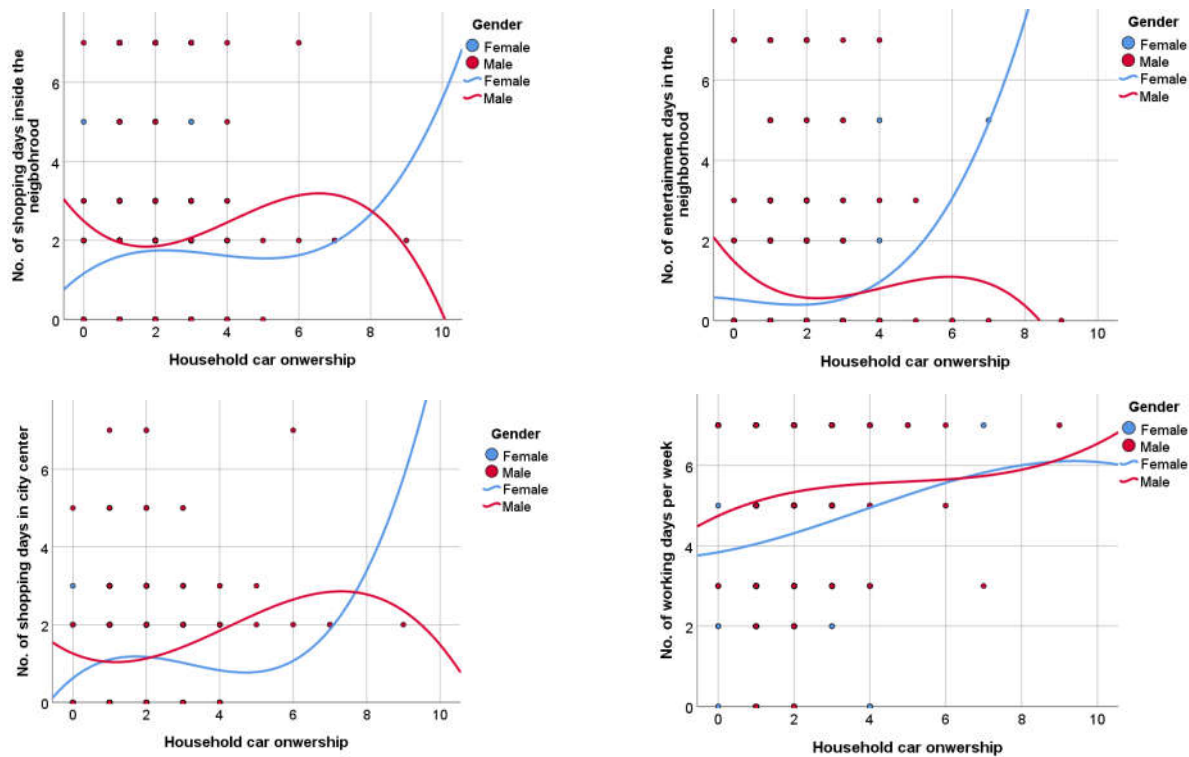 No. of shopping days inside the
neigbohrood
6
4
2
0
0
2
4
6
8
10
Household car onwership
Gender
Female
Male
Female
Male
No. of entertainment days in the
neighborhood
6
4
2
0
0
2
4
6
8
10
Household car onwership
Gender
Female
Male
Female
Male
No. of shopping days in city center
6
4
2
0
0
2
4
6
8
10
Household car onwership
Gender
Female
Male
Female
Male
No. of working days per week
6
4
2
0
0
2
4
6
8
10
Household car onwership
Gender
Female
Male
Female
Male